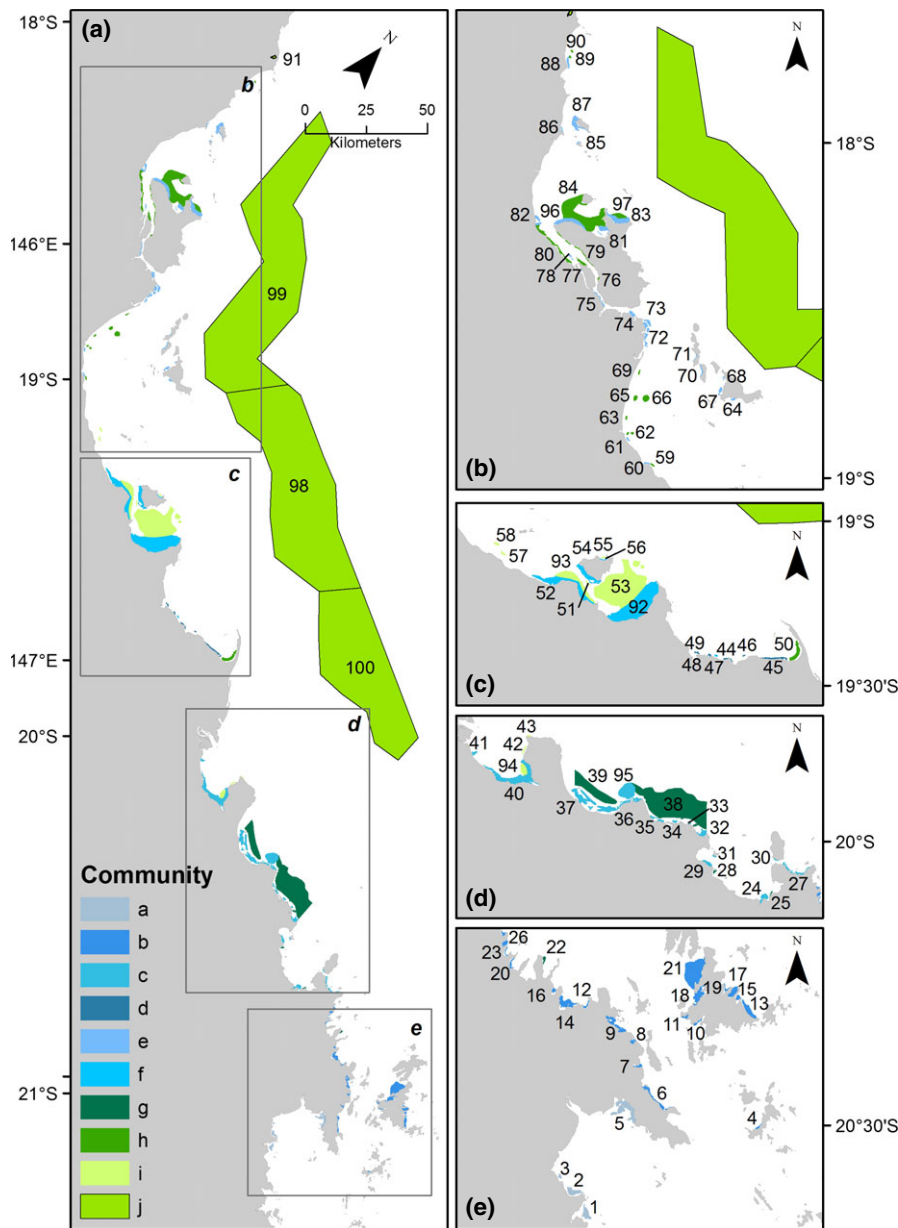 (a)
18°S
91
N
b
0 25 50
Kilometers
146°E
99
19°S
98
c
147°E
100
20°S
d
Community
a
b
c
d
e
f
g
h
i
j
e
21°S
90
88 89
N
87
86
85
18°S
84
96 97
82 83
81
79
80
78 77 76
75
74 73
72
71
69 70 68
65 66 67 64
63
62
61
60 59
(b)
19°S
58
57
93 54 55 56
52 51 53
92
N
19°S
49 44 46 50
48 47 45
(c)
19°30'S
43
41 42
94
40
39 95
37 36 38
35 34 33
32
N
20°S
31 30
29 28
24 27
25
(d)
26
23 22
20
21 17
19 15
16 12 18 13
14
9 8 11 10
7
6
5 4
3
2
1
N
20°30'S
(e)